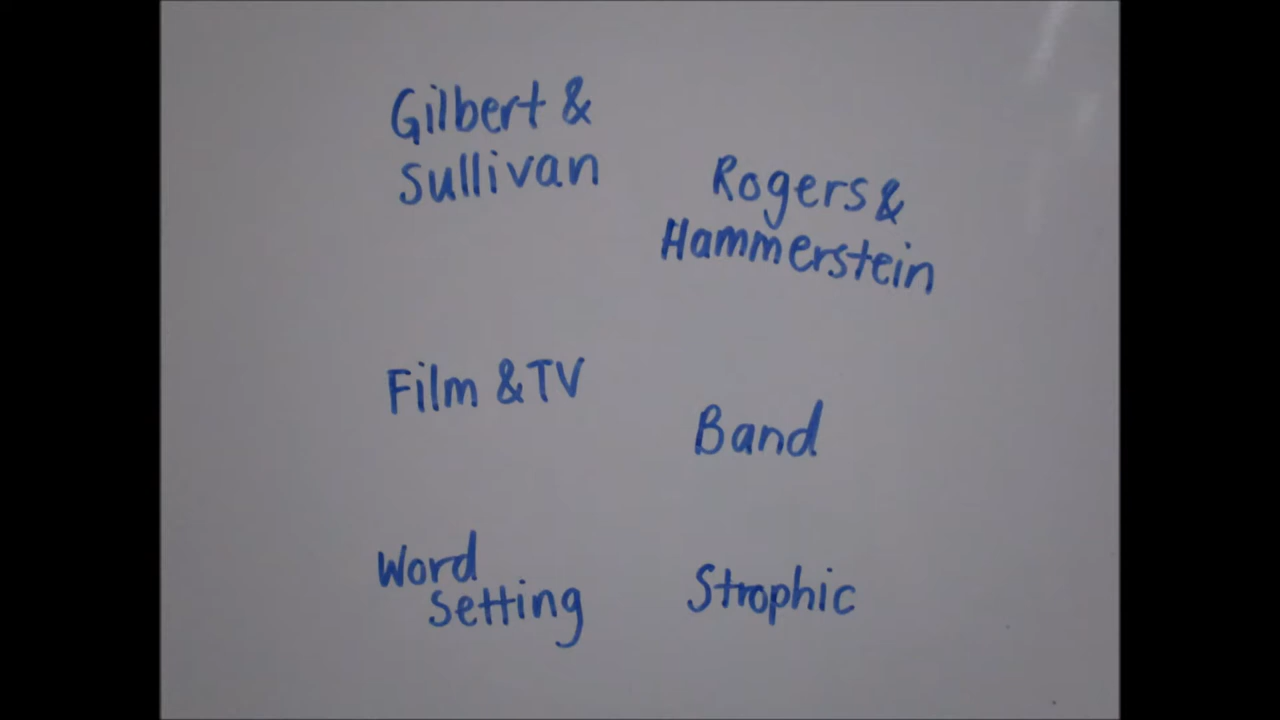 Gilbert &
Sullivan
Rogers &
Hammerstein
Film & TV
Band
Word
Setting
Strophic